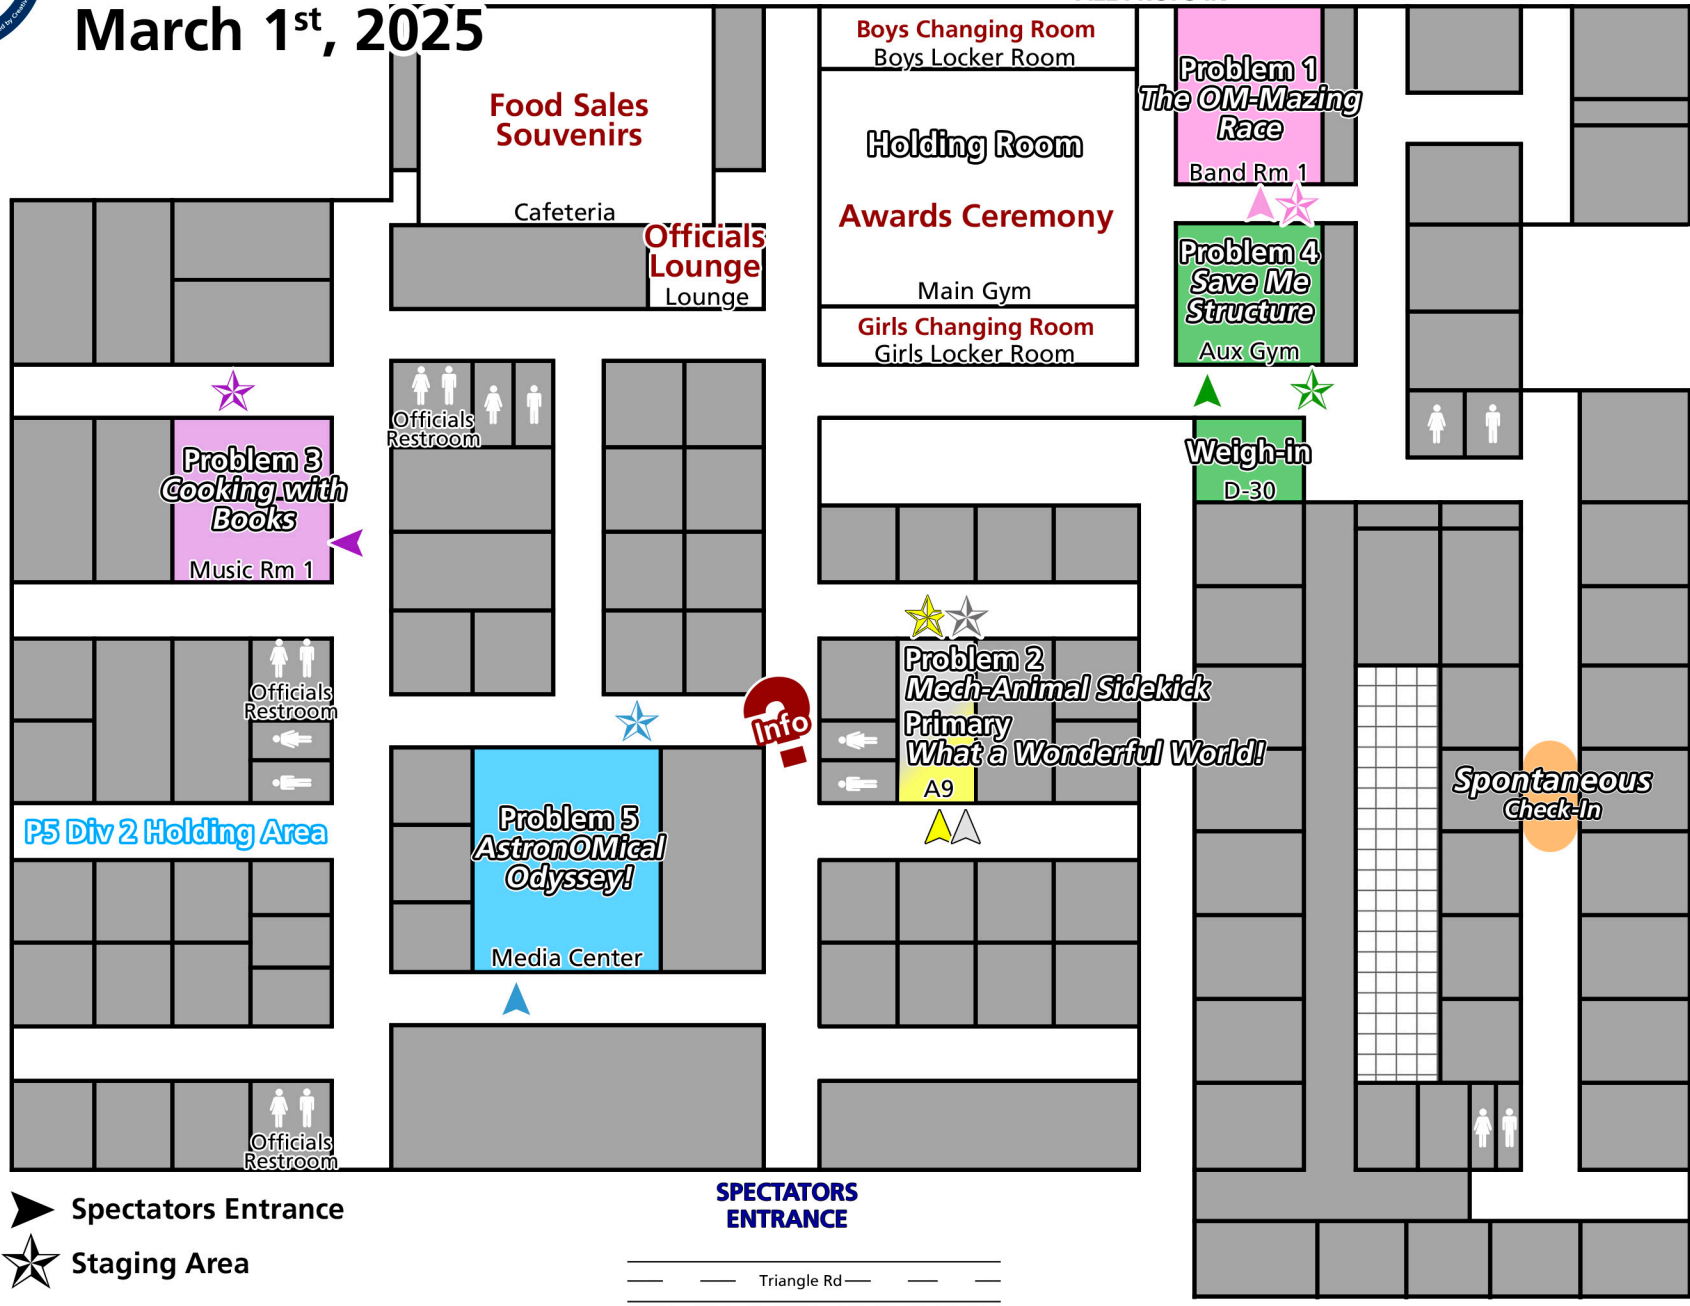 March 1st, 2025
Boys Changing Room
Boys Locker Room
Food Sales
Souvenirs
Cafeteria
Officials
Lounge
Lounge
Holding Room
Awards Ceremony
Main Gym
Girls Changing Room
Girls Locker Room
Problem 1
The OM-Mazing
Race
Band Rm 1
Problem 4
Save Me
Structure
Aux Gym
Weigh-in
D-30
Officials
Restroom
Problem 3
Cooking with
Books
Music Rm 1
Officials
Restroom
Info
Problem 2
Mech-Animal Sidekick
Primary
What a Wonderful World!
A9
Spontaneous
Check-In
P5 Div 2 Holding Area
Problem 5
AstronOMical
Odyssey!
Media Center
Officials
Restroom
Spectators Entrance
Staging Area
SPECTATORS
ENTRANCE
Triangle Rd